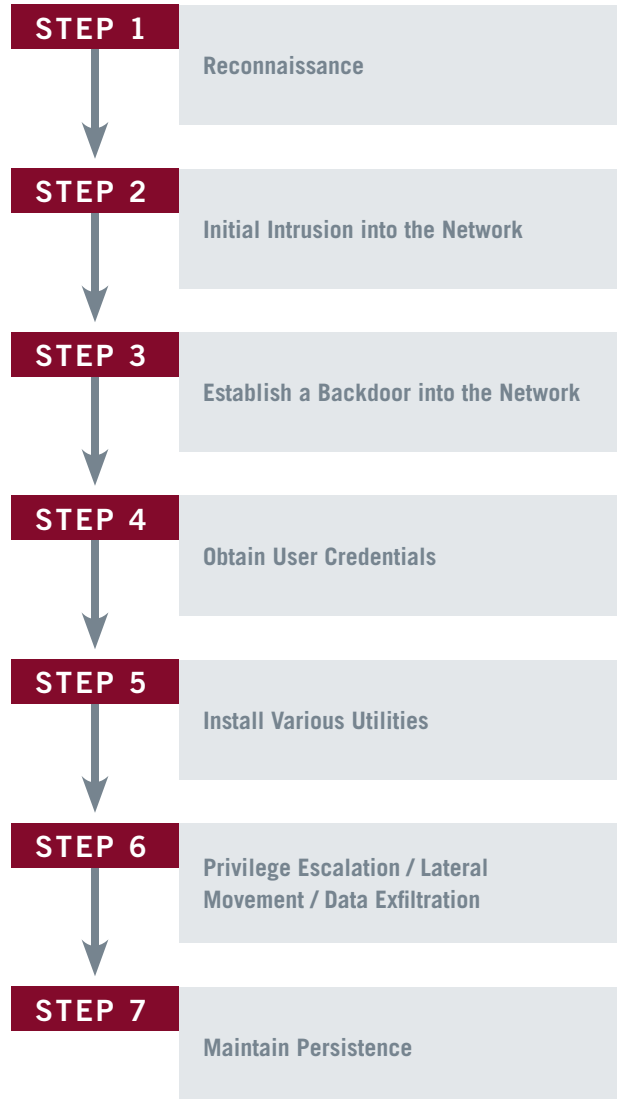 STEP 1
Reconnaissance
STEP 2
Initial Intrusion into the Network
STEP 3
Establish a Backdoor into the Network
STEP 4
Obtain User Credentials
STEP 5
Install Various Utilities
STEP 6
Privilege Escalation / Lateral
Movement / Data Exfiltration
STEP 7
Maintain Persistence